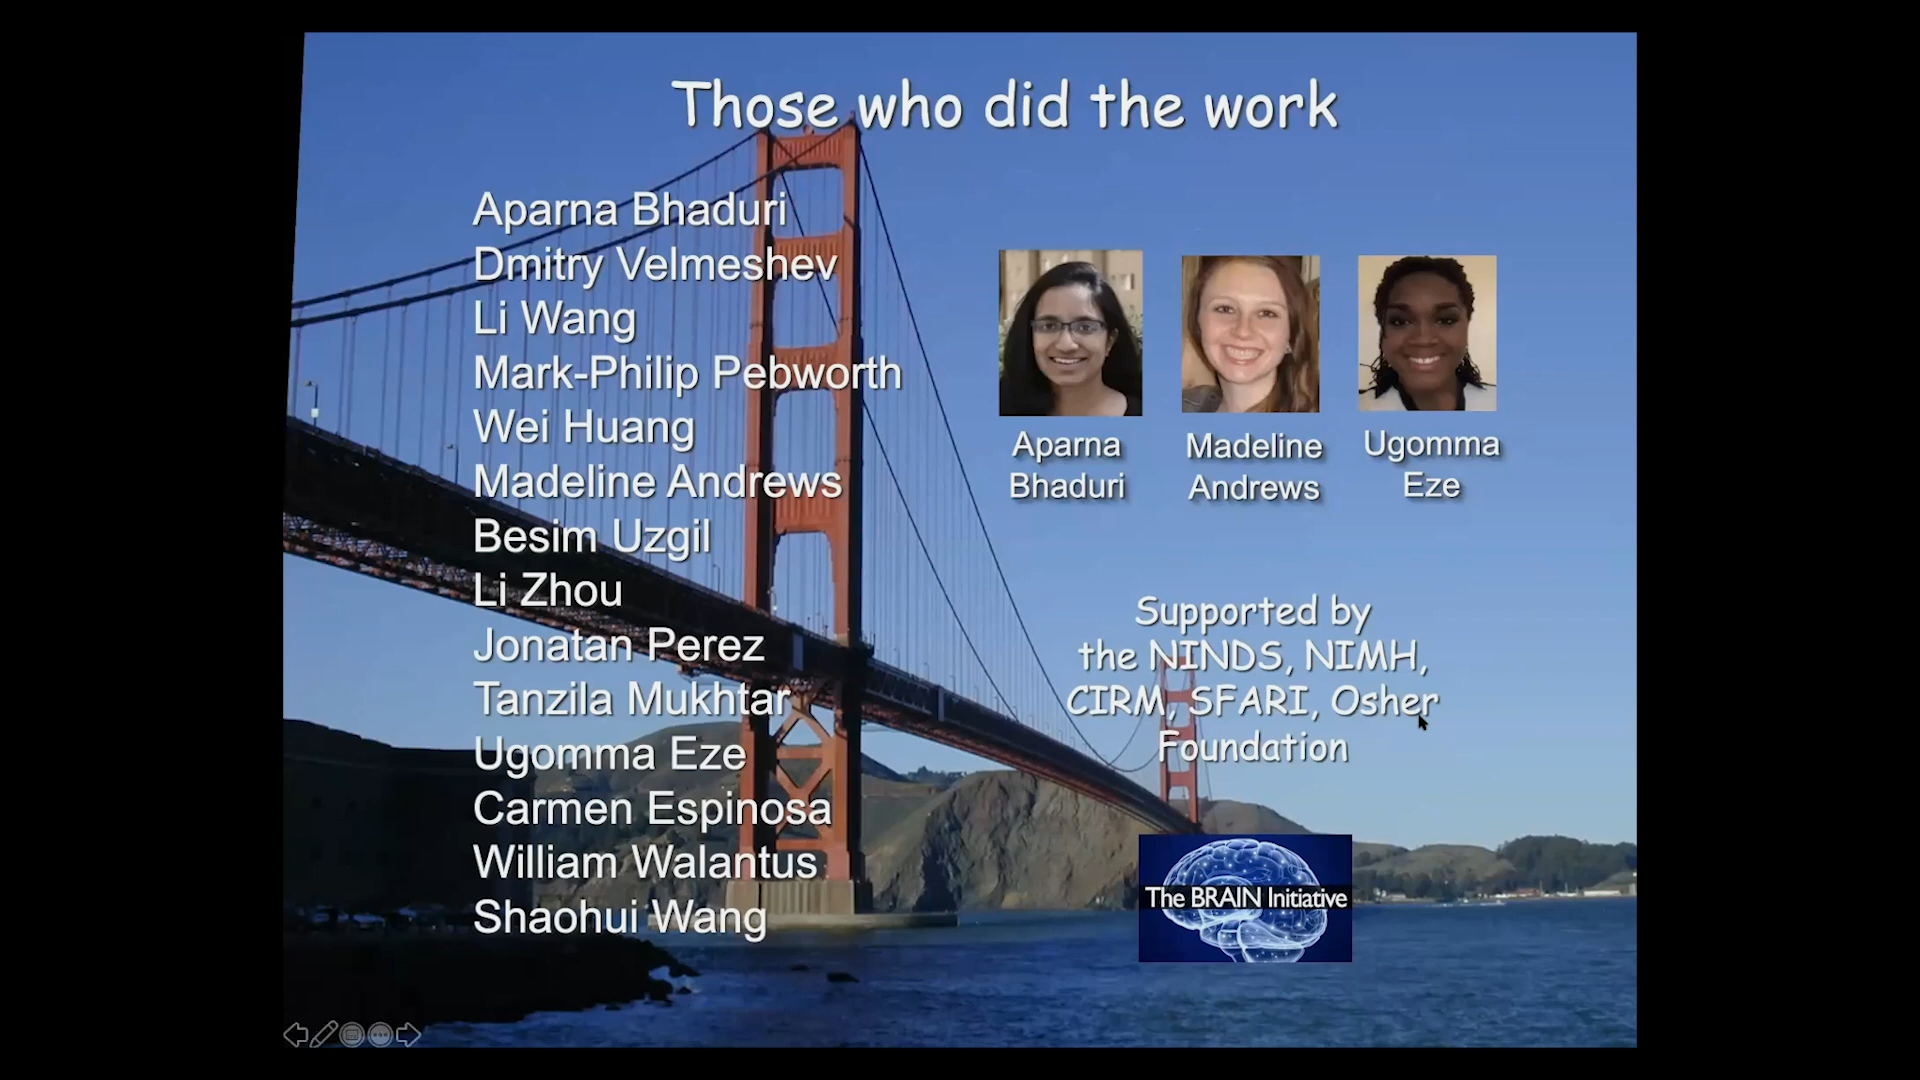 Those who did the work
Aparna Bhaduri
Dmitry Velmeshev
Li Wang
Mark-Philip Pebworth
Wei Huang
Madeline Andrews
Besim Uzgil
Li Zhou
Jonatan Perez
Tanzila Mukhtar
Ugomma Eze
Carmen Espinosa
William Walantus
Shaohui Wang
Aparna
Bhaduri
Madeline
Andrews
Ugomma
Eze
Supported by
the NINDS, NIMH,
CIRM, SFARI, Osher
Foundation
The BRAIN Initiative